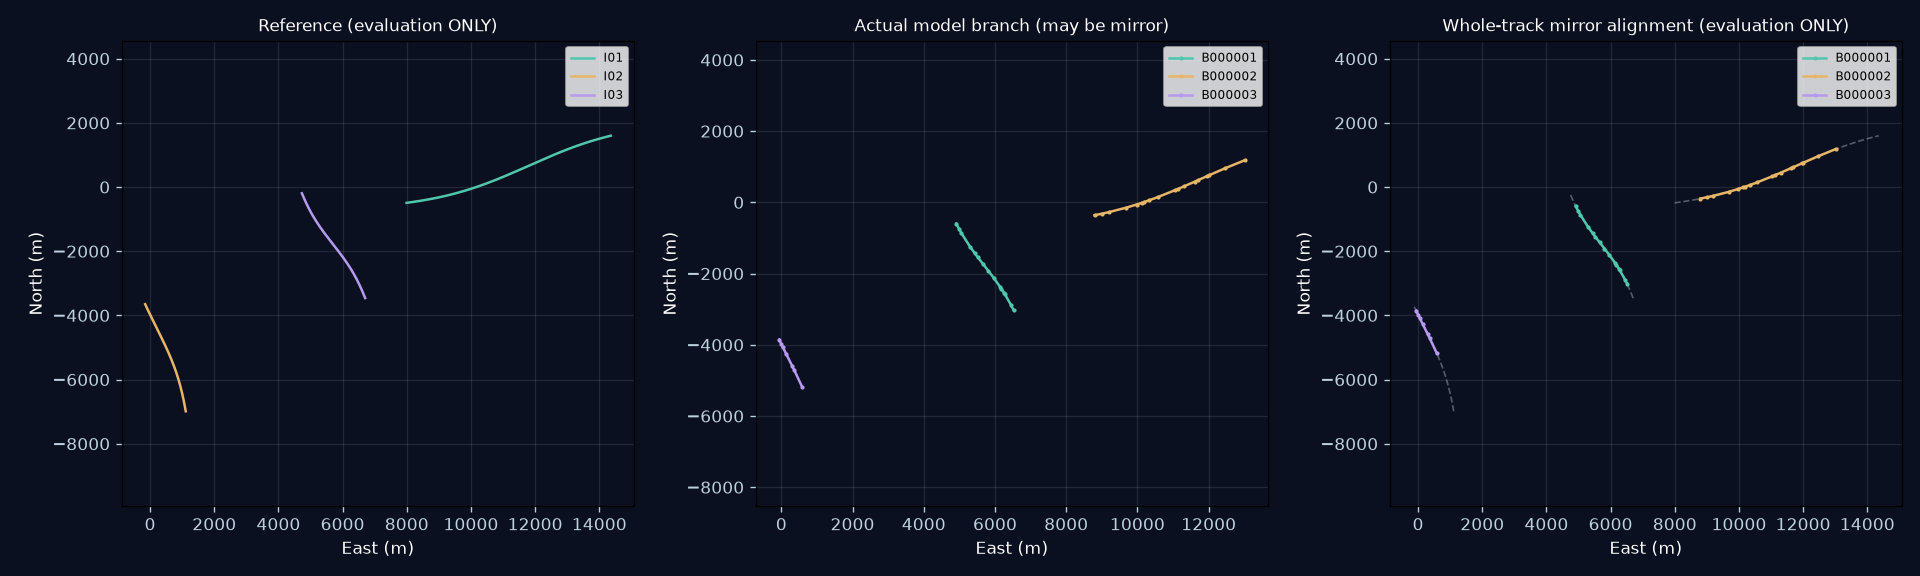 Reference (evaluation ONLY)
I01
I02
I03
4000
2000
0
−2000
−4000
−6000
−8000
North (m)
0 2000 4000 6000 8000 10000 12000 14000
East (m)
Actual model branch (may be mirror)
B000001
B000002
B000003
4000
2000
0
−2000
−4000
−6000
−8000
North (m)
0 2000 4000 6000 8000 10000 12000
East (m)
Whole-track mirror alignment (evaluation ONLY)
B000001
B000002
B000003
4000
2000
0
−2000
−4000
−6000
−8000
North (m)
0 2000 4000 6000 8000 10000 12000 14000
East (m)